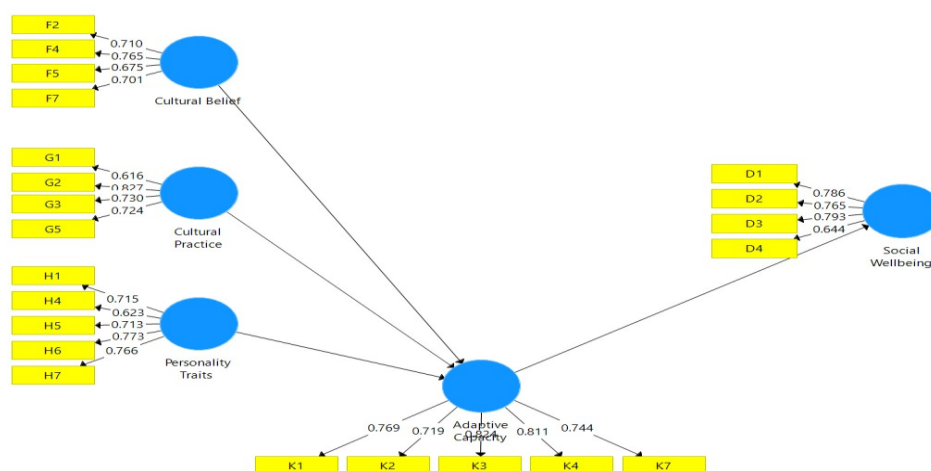 F2
0.710
F4
0.765
F5
0.675
F7
0.701
Cultural Belief
G1
0.616
G2
0.827
G3
0.730
G5
0.724
Cultural
Practice
H1
0.715
H4
0.623
H5
0.713
H6
0.773
H7
0.766
Personality
Traits
D1
0.786
D2
0.765
D3
0.793
D4
0.644
Social
Wellbeing
Adaptive
Capacity
0.769
0.719
0.824
0.811
0.744
K1
K2
K3
K4
K7